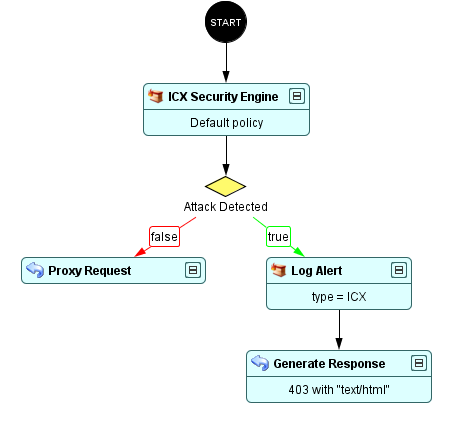 START
ICX Security Engine
Default policy
Attack Detected
false
true
Proxy Request
Log Alert
type = ICX
Generate Response
403 with "text/html"